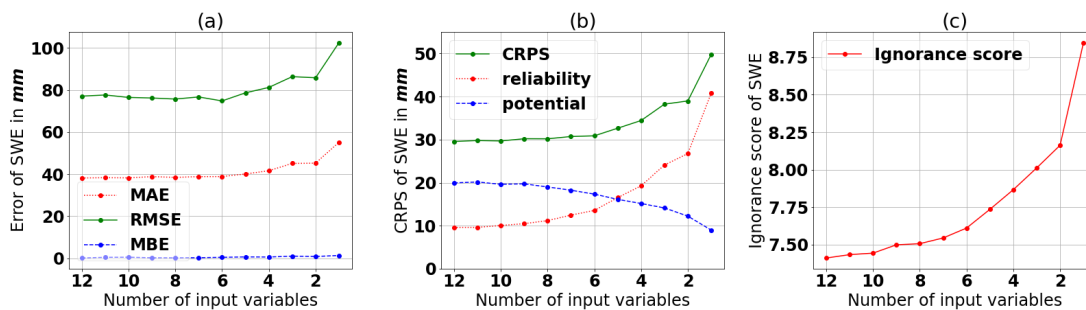 (a)
Error of SWE in mm
100
80
60
40
20
0
MAE
RMSE
MBE
12 10 8 6 4 2
Number of input variables
(b)
CRPS of SWE in mm
50
40
30
20
10
0
CRPS
reliability
potential
12 10 8 6 4 2
Number of input variables
(c)
Ignorance score of SWE
8.75
8.50
8.25
8.00
7.75
7.50
Ignorance score
12 10 8 6 4 2
Number of input variables